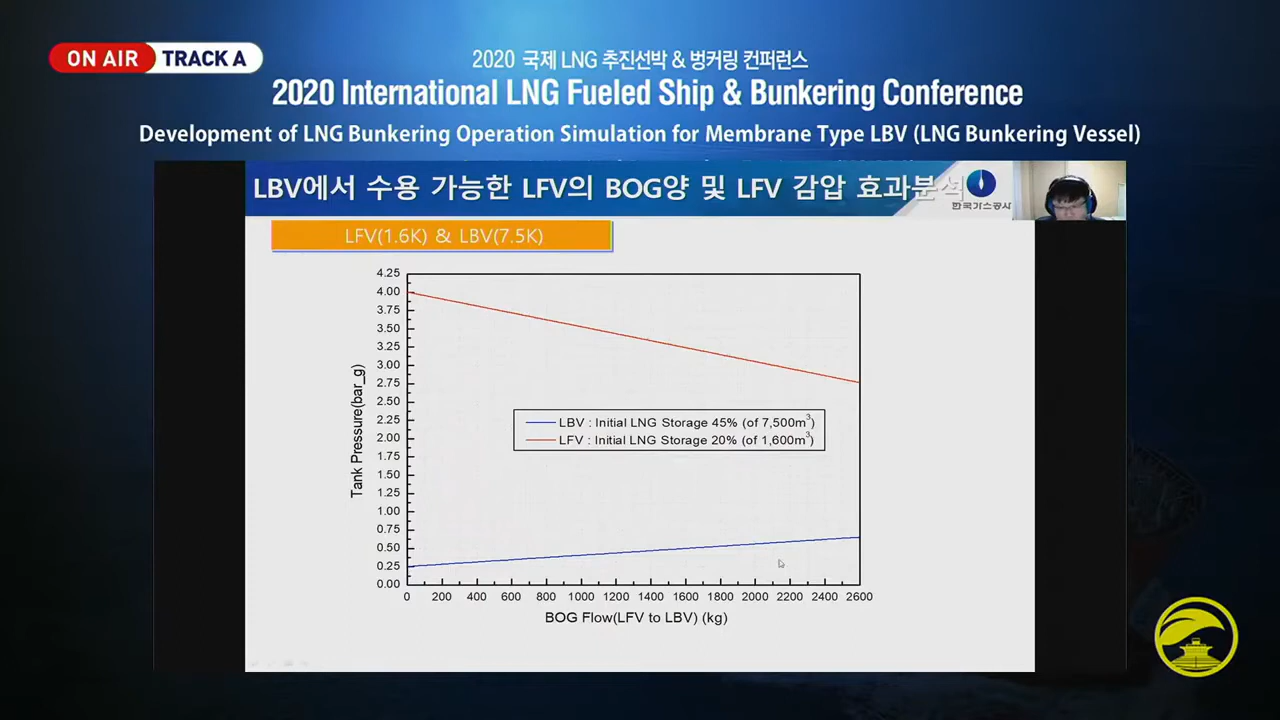 ON AIR TRACK A
2020 국제 LNG 추진선박 & 벙커링 컨퍼런스
2020 International LNG Fueled Ship & Bunkering Conference
Development of LNG Bunkering Operation Simulation for Membrane Type LBV (LNG Bunkering Vessel)
LBV에서 수용 가능한 LFV의 BOG양 및 LFV 감압 효과분석
한국가스공사
LFV(1.6K) & LBV(7.5K)
4.25
4.00
3.75
3.50
3.25
3.00
2.75
2.50
2.25
2.00
1.75
1.50
1.25
1.00
0.75
0.50
0.25
0.00
Tank Pressure(bar_g)
LBV : Initial LNG Storage 45% (of 7,500m³)
LFV : Initial LNG Storage 20% (of 1,600m³)
0 200 400 600 800 1000 1200 1400 1600 1800 2000 2200 2400 2600
BOG Flow(LFV to LBV) (kg)